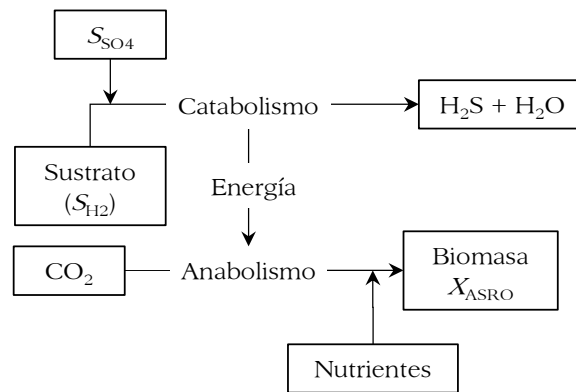 S_SO4
Catabolismo
H₂S + H₂O
Sustrato
(S_H2)
Energía
CO₂
Anabolismo
Biomasa
X_ASRO
Nutrientes